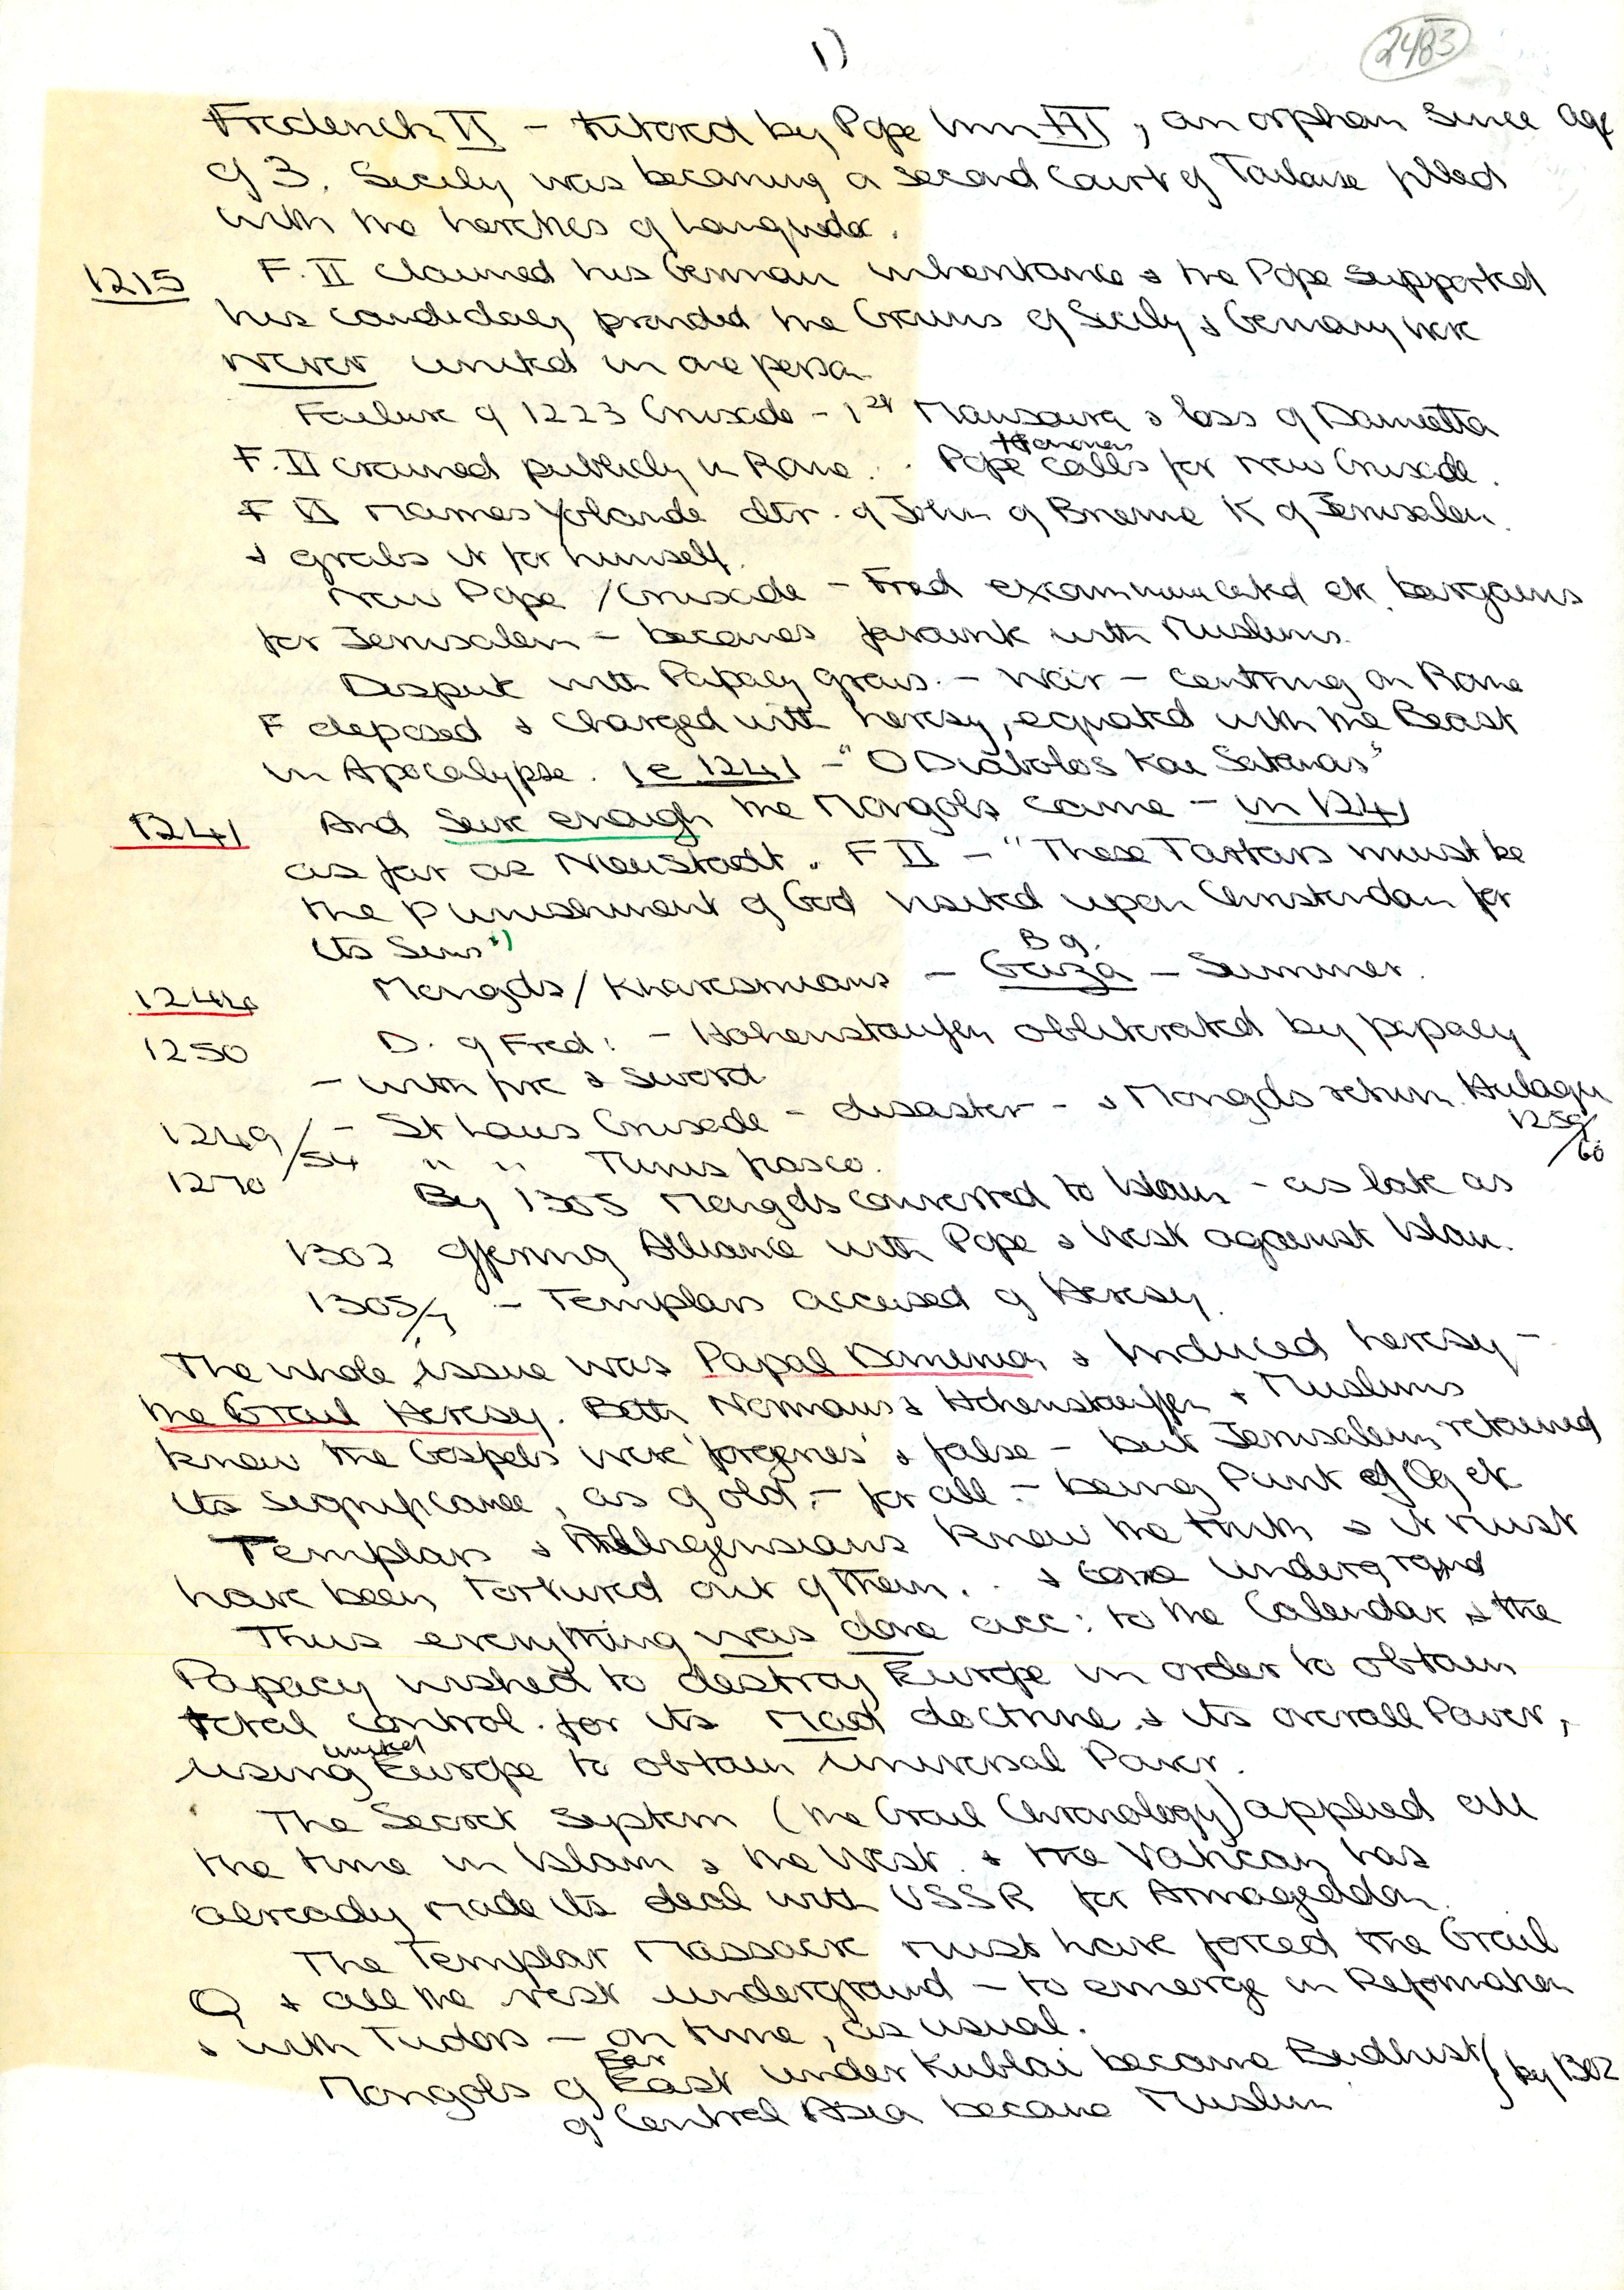 1)
2483
Frederick II - tutored by Pope Inn III, an orphan since age
of 3. Sicily was becoming a second Court of Toulouse filled
with the heretics of Languedoc.
1215 F. II claimed his German inheritance & the Pope supported
his candidacy provided the Crowns of Sicily & Germany were
never united in one person
Failure of 1223 Crusade - 1st Mansoura & loss of Damietta
F. II crowned publicly in Rome. Pope Honorius calls for new Crusade.
F II marries Yolande dtr. of John of Brienne K of Jerusalem.
& grabs it for himself.
New Pope / Crusade - Fred excommunicated etc. bargains
for Jerusalem - becomes favourite with Muslims.
Dispute with Papacy grows. - War - centring on Rome
F deposed & charged with heresy, equated with the Beast
in Apocalypse. ie 1241 - "O Diabolos Kai Satanas"
1241 And sure enough the Mongols came - in 1241
as far as Neustadt. F II - "These Tartars must be
the punishment of God visited upon Christendom for
its Sins")
1244 Mongols/Kharesmians - B of. Gaza - Summer.
1250 D. of Fred: - Hohenstaufen obliterated by papacy
- with fire & sword
1249/54 - St Louis Crusade - disaster - & Mongols return. Hulagu 1259/60
1270 " " Tunis fiasco.
By 1305 Mongols converted to Islam - as late as
1302 offering Alliance with Pope & West against Islam.
1305/7 - Templars accused of Heresy.
The whole issue was Papal Dominion & Induced heresy -
the Grail Heresy. Both Normans & Hohenstauffen & Muslims
knew the Gospels were 'forgeries' & false - but Jerusalem retained
its significance, as of old, - for all - being Punt of Og etc
Templars & Albigensians knew the truth & it must
have been tortured out of them. . & gone underground
Thus everything was done acc: to the Calendar & the
Papacy wished to destroy Europe in order to obtain
total control for its mad doctrine & its overall Power,
using united Europe to obtain universal Power.
The Secret System (the Grail Chronology) applied all
the time in Islam & the West. & the Vatican has
already made its deal with USSR for Armageddon.
The Templar Massacre must have forced the Grail
Q & all the rest underground - to emerge in Reformation
& with Tudors - on time, as usual.
Mongols of Far East under Kublai became Budhist } by 1302
of Central Asia became Muslim